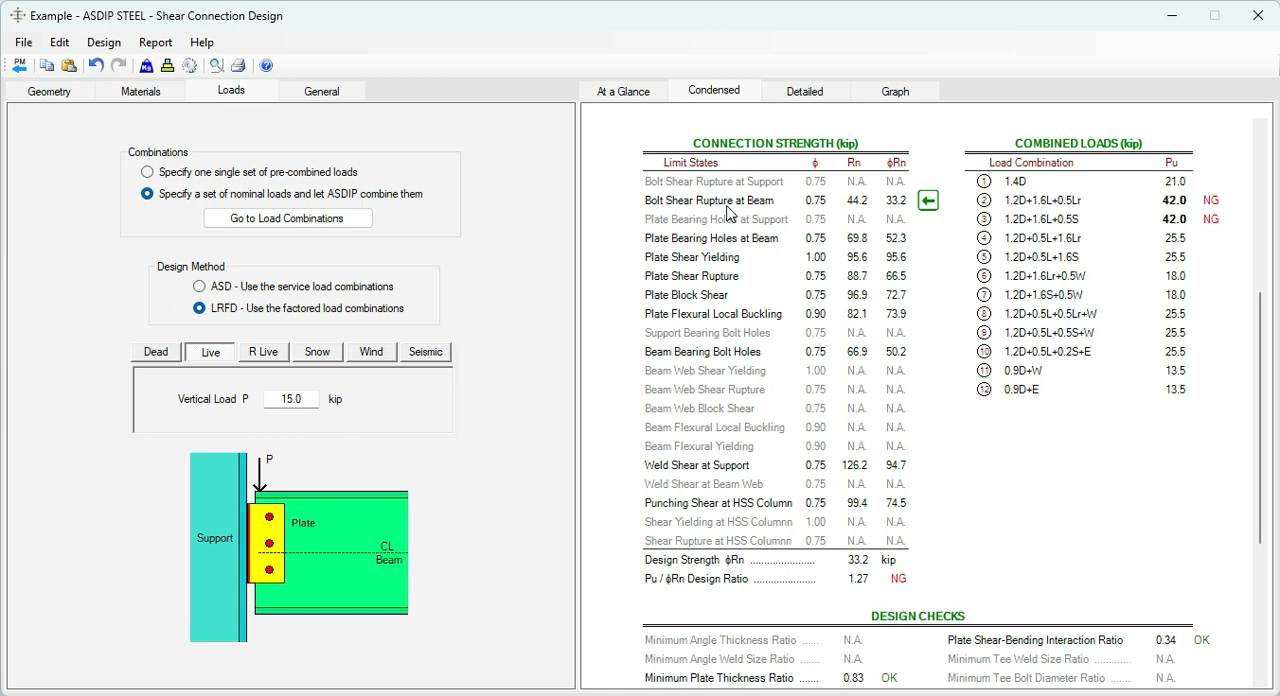 Example - ASDIP STEEL - Shear Connection Design
File Edit Design Report Help
PM Kg
Geometry Materials Loads General
At a Glance Condensed Detailed Graph
Combinations
Specify one single set of pre-combined loads
Specify a set of nominal loads and let ASDIP combine them
Go to Load Combinations
Design Method
ASD - Use the service load combinations
LRFD - Use the factored load combinations
Dead Live R Live Snow Wind Seismic
Vertical Load P 15.0 kip
P
Plate
Support
CL
Beam
CONNECTION STRENGTH (kip)
Limit States ϕ Rn ϕRn
Bolt Shear Rupture at Support 0.75 N.A. N.A.
Bolt Shear Rupture at Beam 0.75 44.2 33.2
Plate Bearing Holes at Support 0.75 N.A. N.A.
Plate Bearing Holes at Beam 0.75 69.8 52.3
Plate Shear Yielding 1.00 95.6 95.6
Plate Shear Rupture 0.75 88.7 66.5
Plate Block Shear 0.75 96.9 72.7
Plate Flexural Local Buckling 0.90 82.1 73.9
Support Bearing Bolt Holes 0.75 N.A. N.A.
Beam Bearing Bolt Holes 0.75 66.9 50.2
Beam Web Shear Yielding 1.00 N.A. N.A.
Beam Web Shear Rupture 0.75 N.A. N.A.
Beam Web Block Shear 0.75 N.A. N.A.
Beam Flexural Local Buckling 0.90 N.A. N.A.
Beam Flexural Yielding 0.90 N.A. N.A.
Weld Shear at Support 0.75 126.2 94.7
Weld Shear at Beam Web 0.75 N.A. N.A.
Punching Shear at HSS Column 0.75 99.4 74.5
Shear Yielding at HSS Columnn 1.00 N.A. N.A.
Shear Rupture at HSS Columnn 0.75 N.A. N.A.
Design Strength ϕRn ..................... 33.2 kip
Pu / ϕRn Design Ratio .................... 1.27 NG
COMBINED LOADS (kip)
Load Combination Pu
1 1.4D 21.0
2 1.2D+1.6L+0.5Lr 42.0 NG
3 1.2D+1.6L+0.5S 42.0 NG
4 1.2D+0.5L+1.6Lr 25.5
5 1.2D+0.5L+1.6S 25.5
6 1.2D+1.6Lr+0.5W 18.0
7 1.2D+1.6S+0.5W 18.0
8 1.2D+0.5L+0.5Lr+W 25.5
9 1.2D+0.5L+0.5S+W 25.5
10 1.2D+0.5L+0.2S+E 25.5
11 0.9D+W 13.5
12 0.9D+E 13.5
DESIGN CHECKS
Minimum Angle Thickness Ratio ...... N.A.
Minimum Angle Weld Size Ratio ....... N.A.
Minimum Plate Thickness Ratio ....... 0.83 OK
Plate Shear-Bending Interaction Ratio 0.34 OK
Minimum Tee Weld Size Ratio ............. N.A.
Minimum Tee Bolt Diameter Ratio ....... N.A.